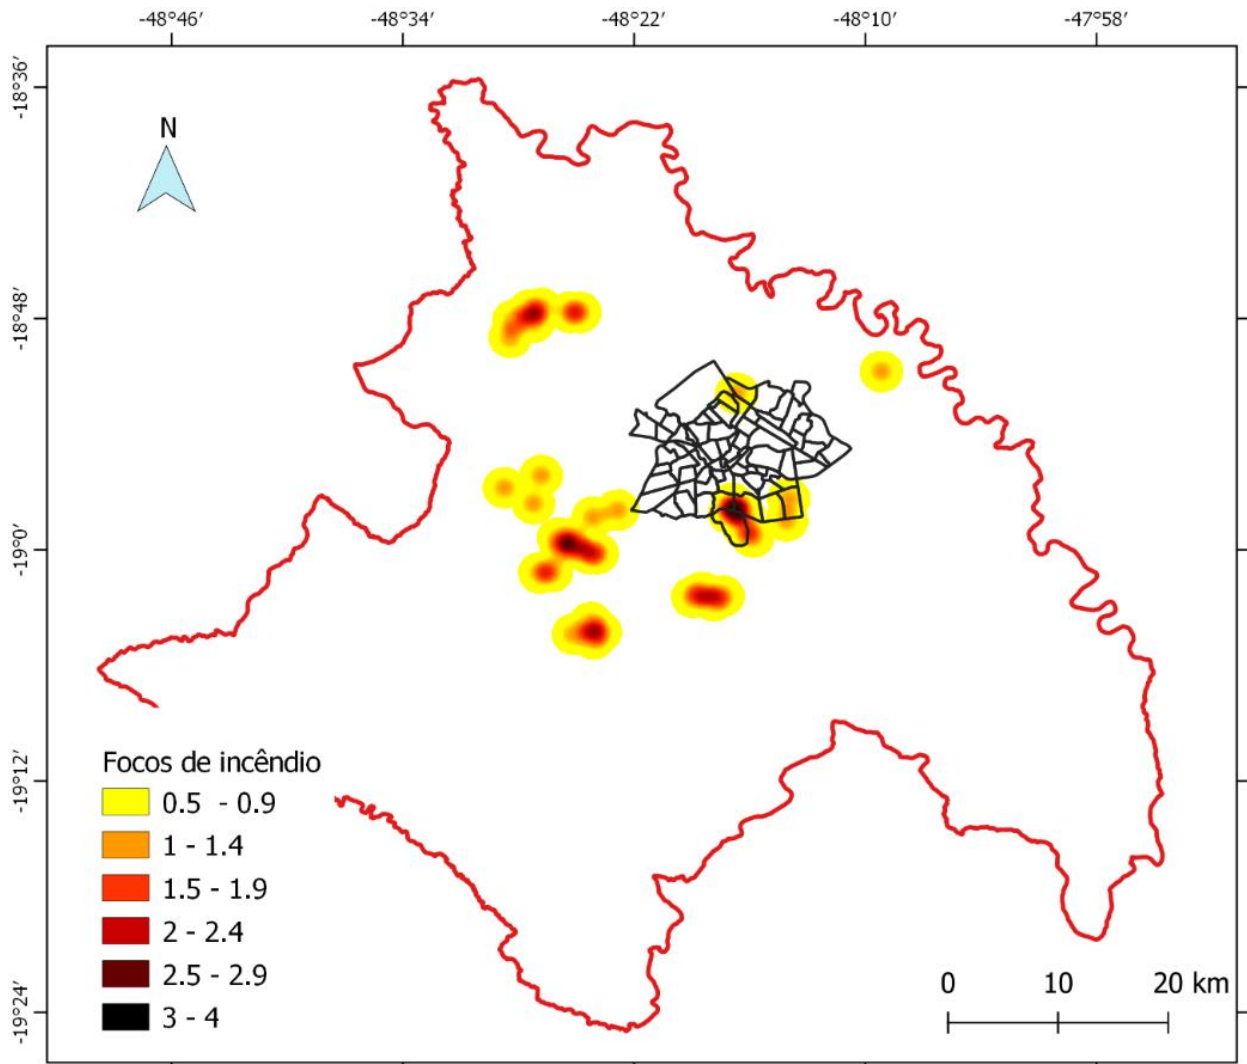 -48°46′ -48°34′ -48°22′ -48°10′ -47°58′
-18°36′
N
-18°48′
-19°0′
-19°12′
-19°24′
Focos de incêndio
0.5 - 0.9
1 - 1.4
1.5 - 1.9
2 - 2.4
2.5 - 2.9
3 - 4
0 10 20 km